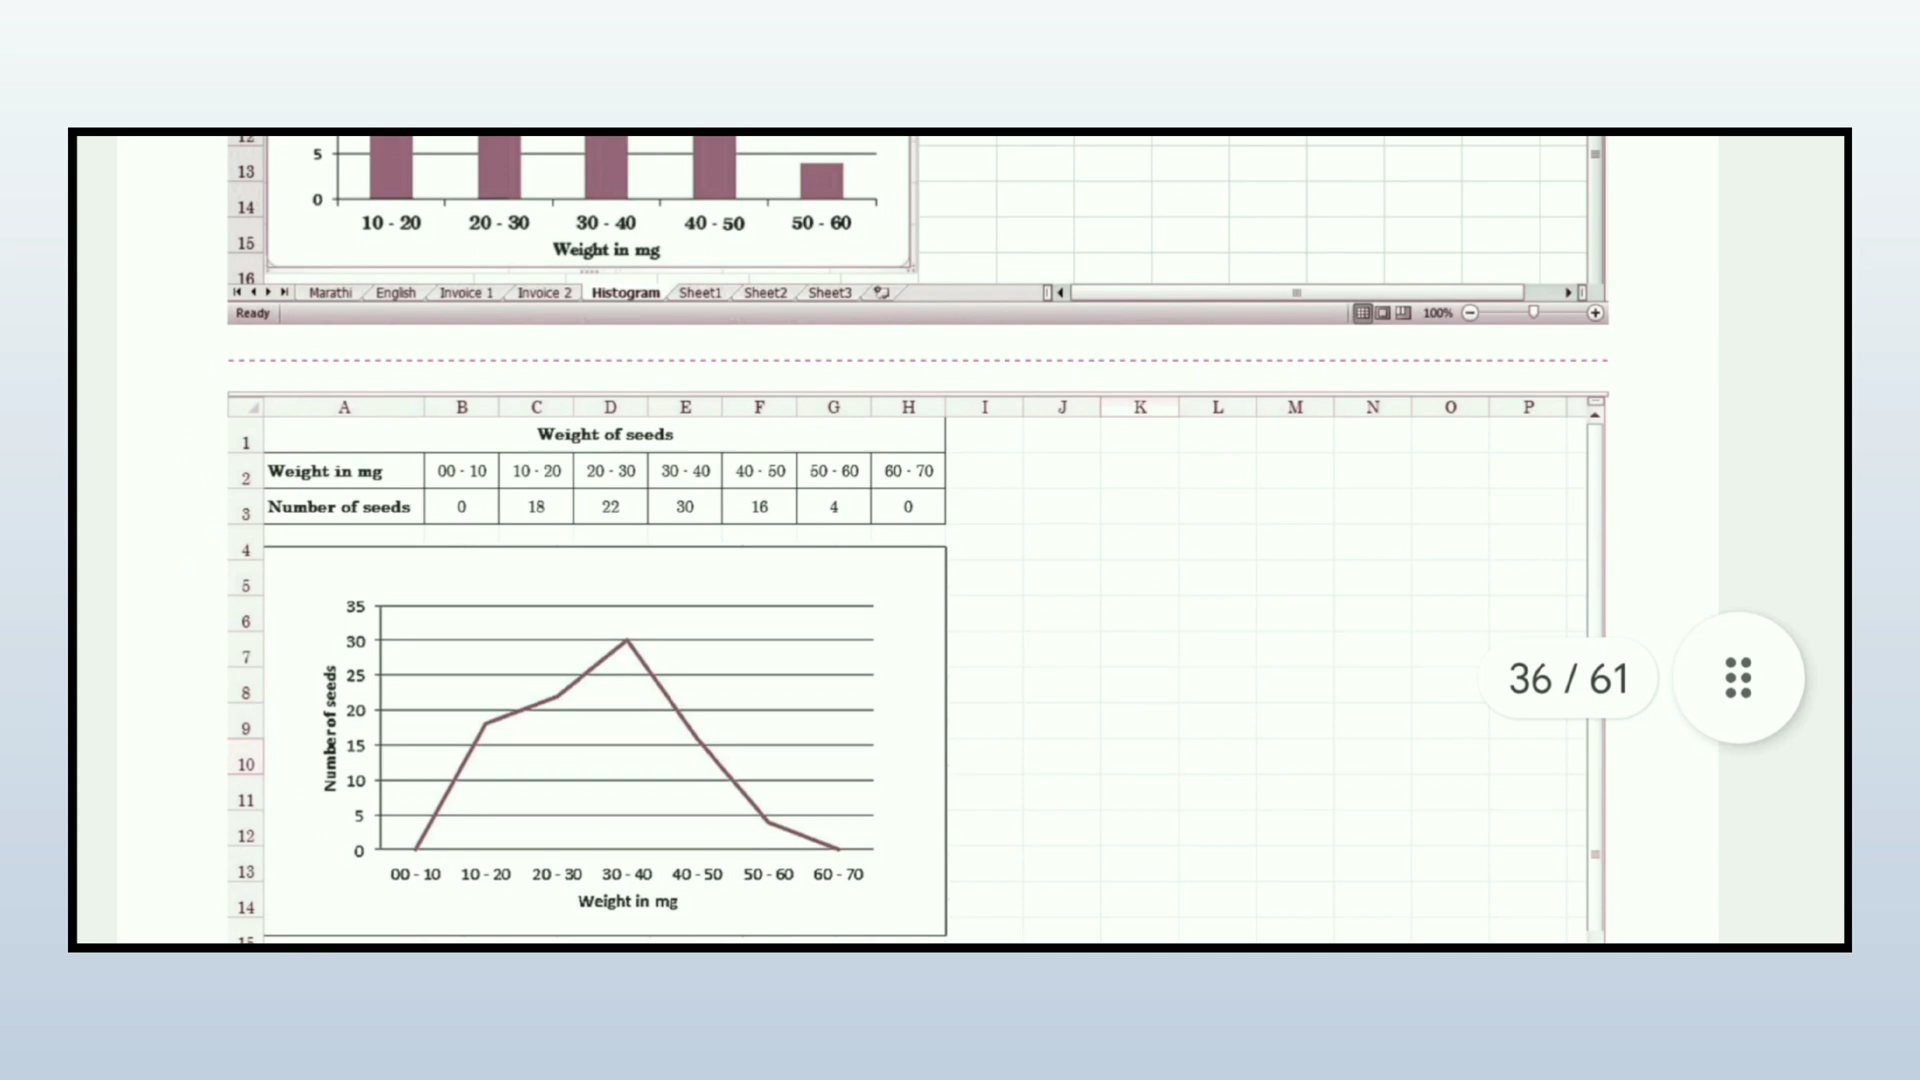 12
5
13
0
14
10 - 20 20 - 30 30 - 40 40 - 50 50 - 60
15
Weight in mg
16
Marathi English Invoice 1 Invoice 2 Histogram Sheet1 Sheet2 Sheet3
Ready 100%
A B C D E F G H I J K L M N O P
1 Weight of seeds
2 Weight in mg 00 - 10 10 - 20 20 - 30 30 - 40 40 - 50 50 - 60 60 - 70
3 Number of seeds 0 18 22 30 16 4 0
4
5
6
7
8
9
10
11
12
13
14
35
30
25
20
15
10
5
0
Number of seeds
00 - 10 10 - 20 20 - 30 30 - 40 40 - 50 50 - 60 60 - 70
Weight in mg
36 / 61